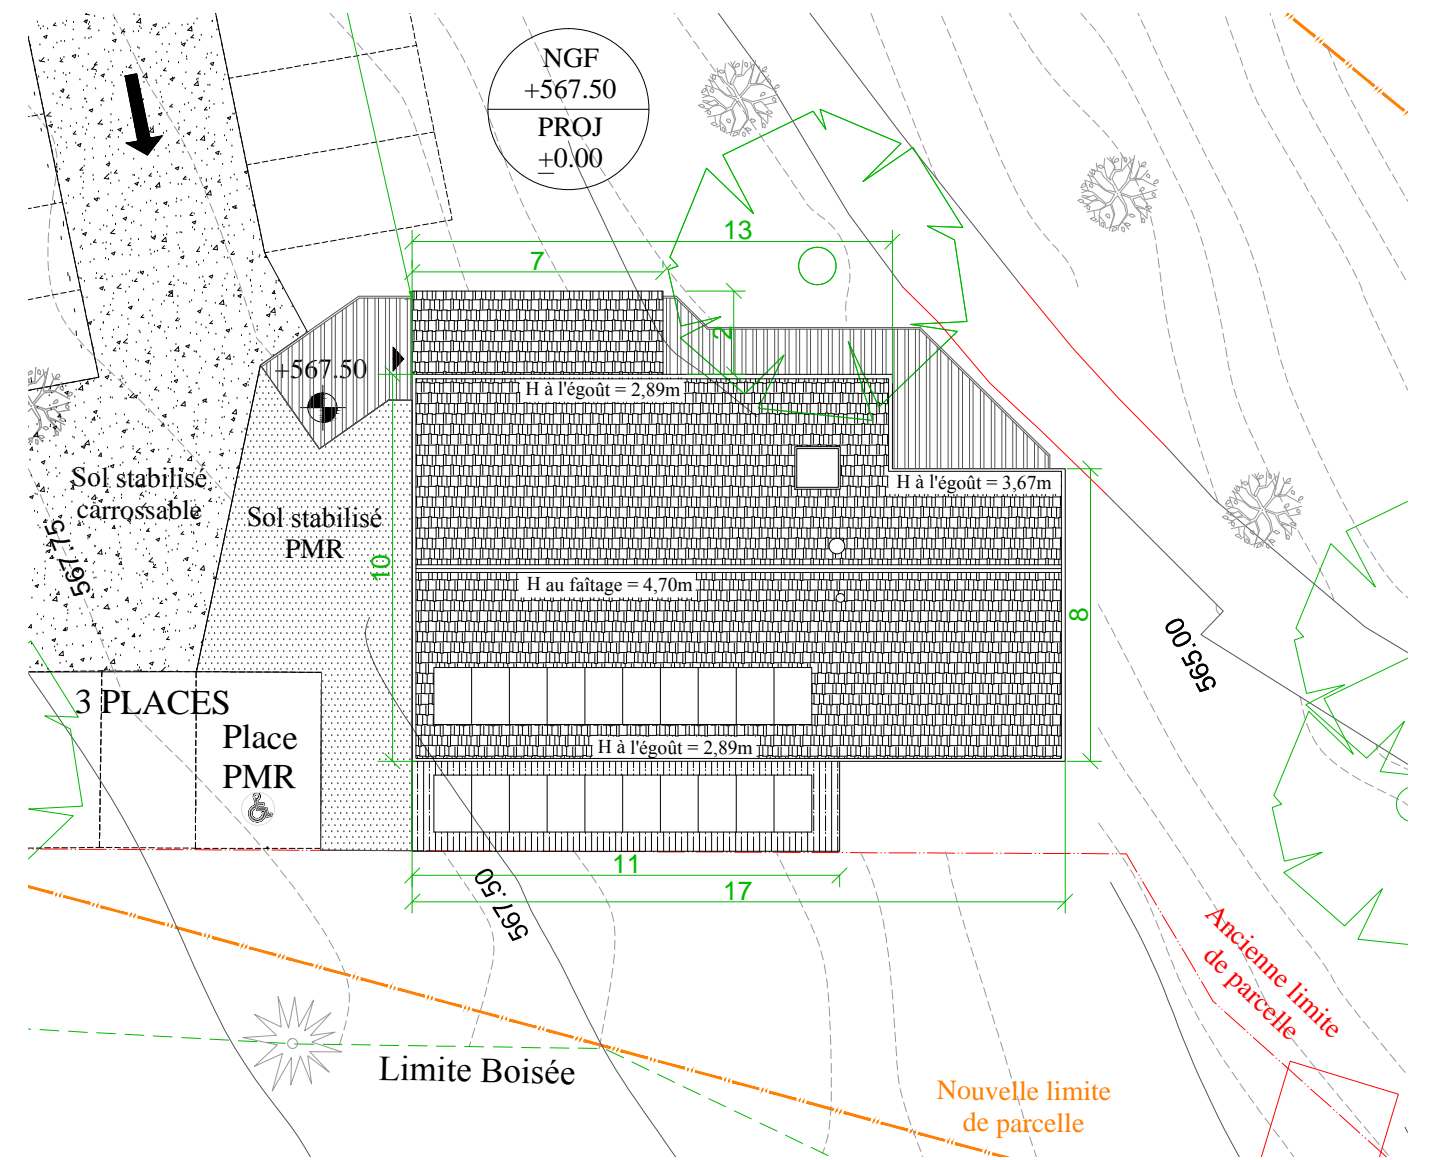 NGF
+567.50
PROJ
±0.00
13
7
2
+567.50
H à l'égoût = 2,89m
H à l'égoût = 3,67m
Sol stabilisé
carrossable
Sol stabilisé
PMR
567.75
10
H au faîtage = 4,70m
8
565.00
3 PLACES
Place
PMR
H à l'égoût = 2,89m
11
17
567.50
Ancienne limite
de parcelle
Limite Boisée
Nouvelle limite
de parcelle